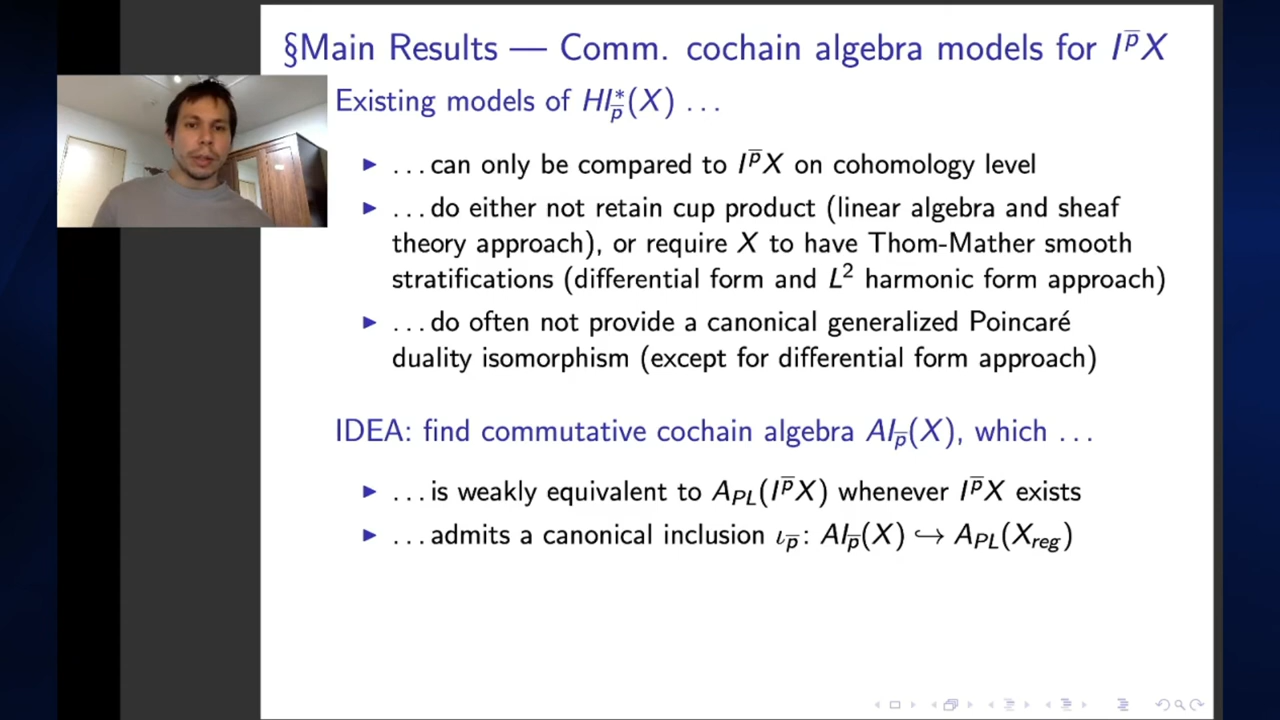 §Main Results — Comm. cochain algebra models for I^p̅X
Existing models of HI*_p̅(X) ...
▶ ...can only be compared to I^p̅X on cohomology level
▶ ...do either not retain cup product (linear algebra and sheaf
theory approach), or require X to have Thom-Mather smooth
stratifications (differential form and L² harmonic form approach)
▶ ...do often not provide a canonical generalized Poincaré
duality isomorphism (except for differential form approach)
IDEA: find commutative cochain algebra AI_p̅(X), which ...
▶ ...is weakly equivalent to A_PL(I^p̅X) whenever I^p̅X exists
▶ ...admits a canonical inclusion ι_p̅: AI_p̅(X) ↪ A_PL(X_reg)